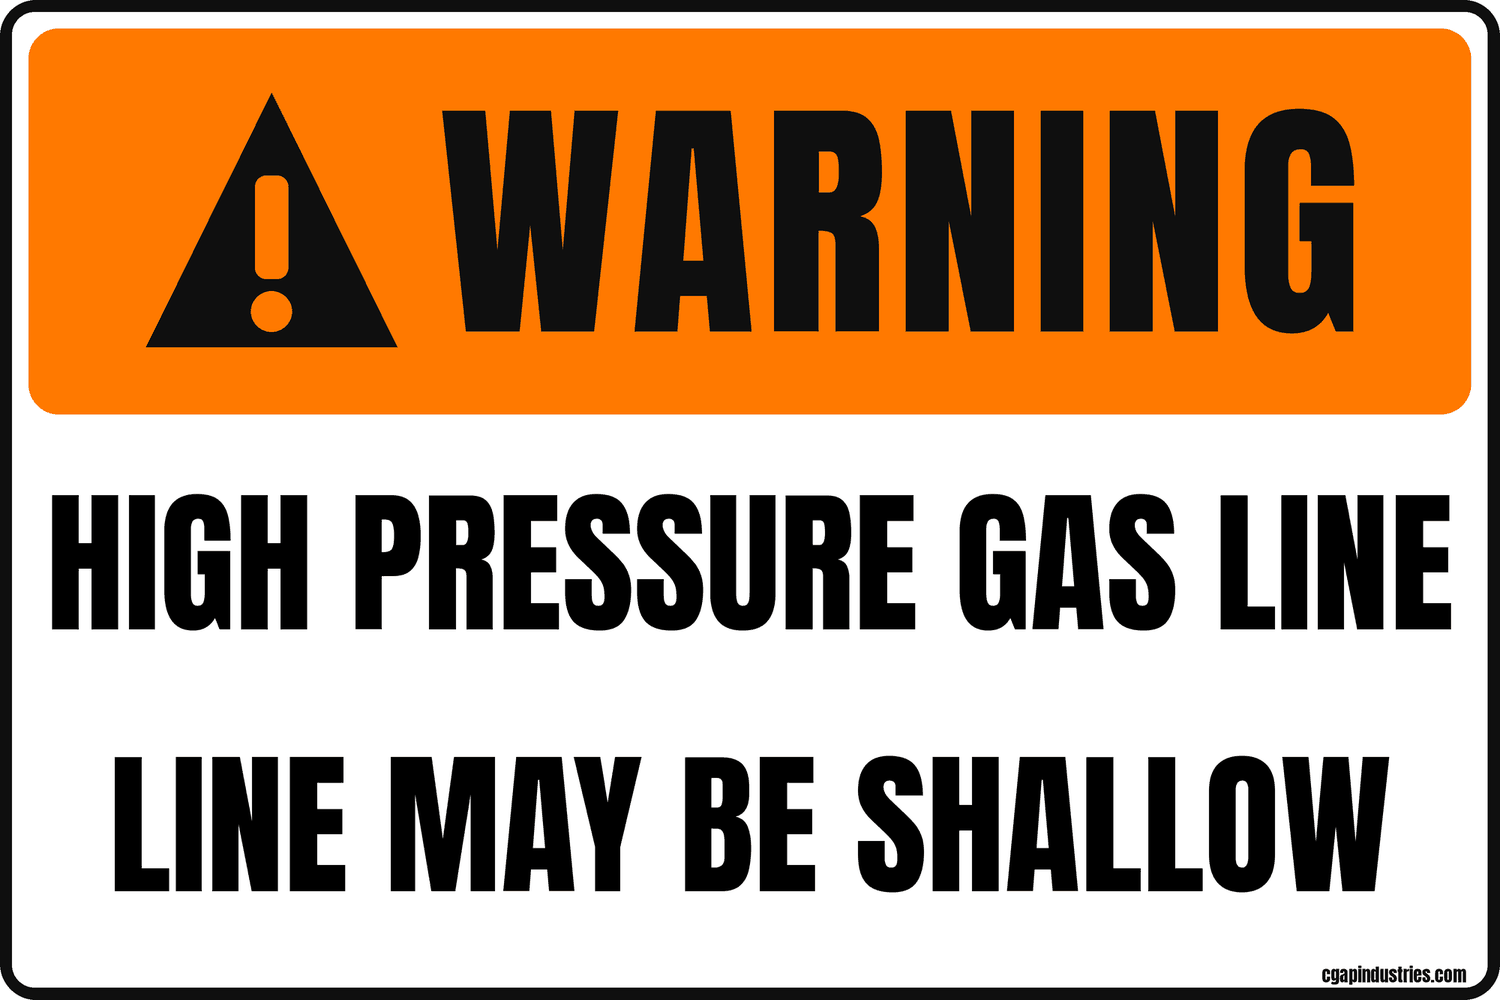 WARNING
HIGH PRESSURE GAS LINE
LINE MAY BE SHALLOW
cgapindustries.com